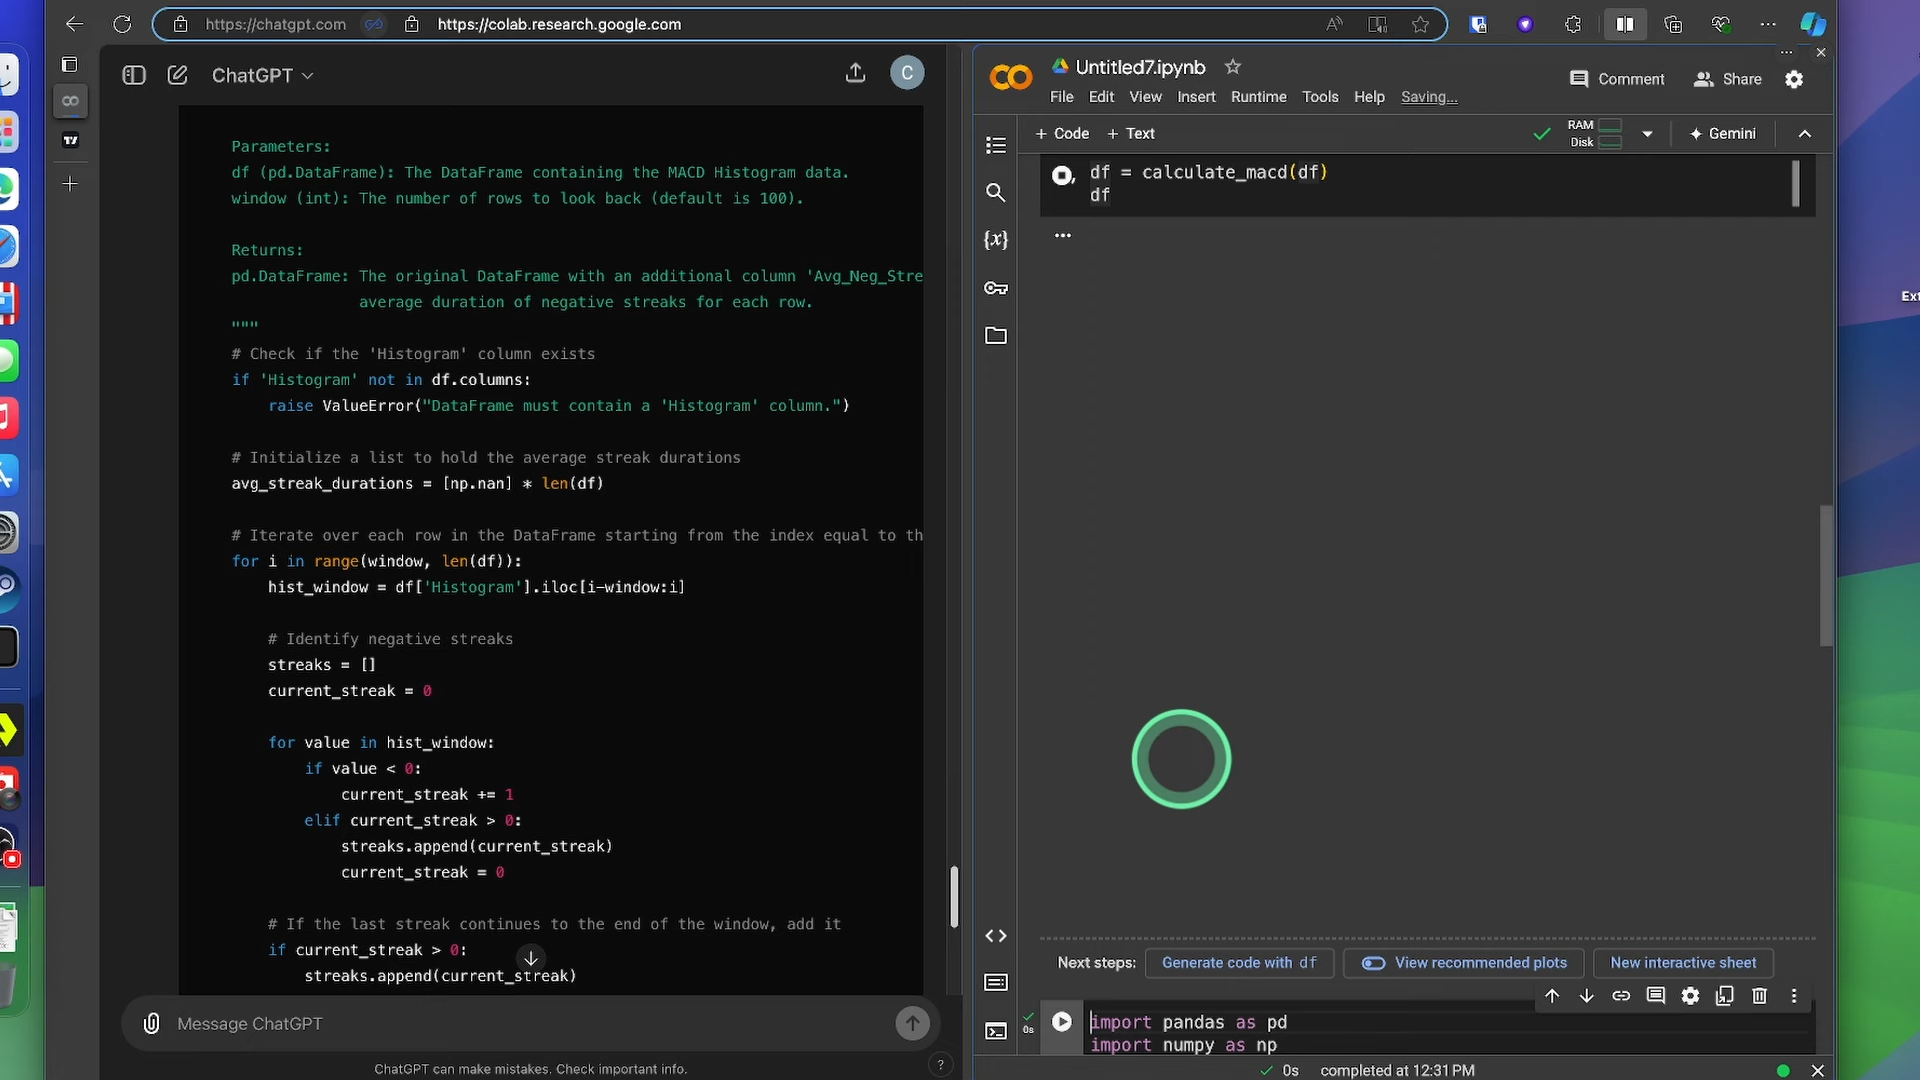 https://chatgpt.com
https://colab.research.google.com
ChatGPT
C
Parameters:
df (pd.DataFrame): The DataFrame containing the MACD Histogram data.
window (int): The number of rows to look back (default is 100).
Returns:
pd.DataFrame: The original DataFrame with an additional column 'Avg_Neg_Stre
average duration of negative streaks for each row.
"""
# Check if the 'Histogram' column exists
if 'Histogram' not in df.columns:
raise ValueError("DataFrame must contain a 'Histogram' column.")
# Initialize a list to hold the average streak durations
avg_streak_durations = [np.nan] * len(df)
# Iterate over each row in the DataFrame starting from the index equal to th
for i in range(window, len(df)):
hist_window = df['Histogram'].iloc[i-window:i]
# Identify negative streaks
streaks = []
current_streak = 0
for value in hist_window:
if value < 0:
current_streak += 1
elif current_streak > 0:
streaks.append(current_streak)
current_streak = 0
# If the last streak continues to the end of the window, add it
if current_streak > 0:
streaks.append(current_streak)
Message ChatGPT
ChatGPT can make mistakes. Check important info.
?
CO
Untitled7.ipynb
Comment
Share
File Edit View Insert Runtime Tools Help Saving...
+ Code + Text
RAM
Disk
Gemini
{x}
df = calculate_macd(df)
df
...
Next steps:
Generate code with df
View recommended plots
New interactive sheet
0s
import pandas as pd
import numpy as np
0s completed at 12:31 PM
Ext